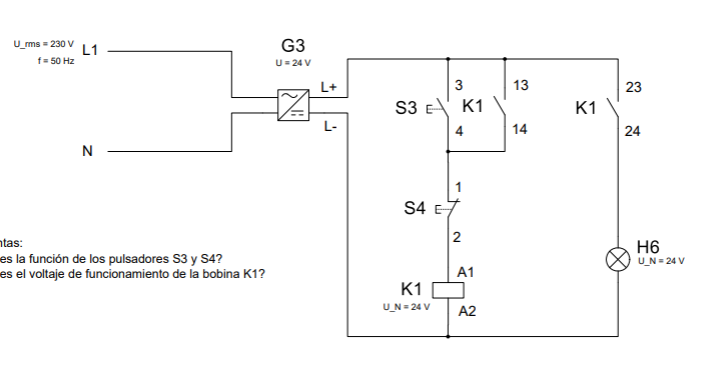 U_rms = 230 V
f = 50 Hz
L1
N
G3
U = 24 V
L+
L-
S3
3
4
K1
13
14
K1
23
24
S4
1
2
K1
U_N = 24 V
A1
A2
H6
U_N = 24 V
ntas:
es la función de los pulsadores S3 y S4?
es el voltaje de funcionamiento de la bobina K1?